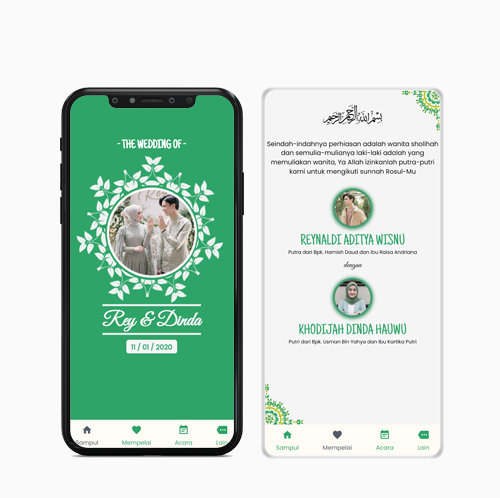 - THE WEDDING OF -
Rey & Dinda
11 / 01 / 2020
Sampul
Mempelai
Acara
Lain
بسم الله الرحمن الرحيم
Seindah-indahnya perhiasan adalah wanita sholihah
dan semulia-mulianya laki-laki adalah yang
memuliakan wanita, Ya Allah izinkanlah putra-putri
kami untuk mengikuti sunnah Rosul-Mu
REYNALDI ADITYA WISNU
Putra dari Bpk. Hamish Daud dan Ibu Raisa Andriana
dengan
KHODIJAH DINDA HAUWU
Putri dari Bpk. Usman Bin Yahya dan Ibu Kartika Putri
Sampul
Mempelai
Acara
Lain